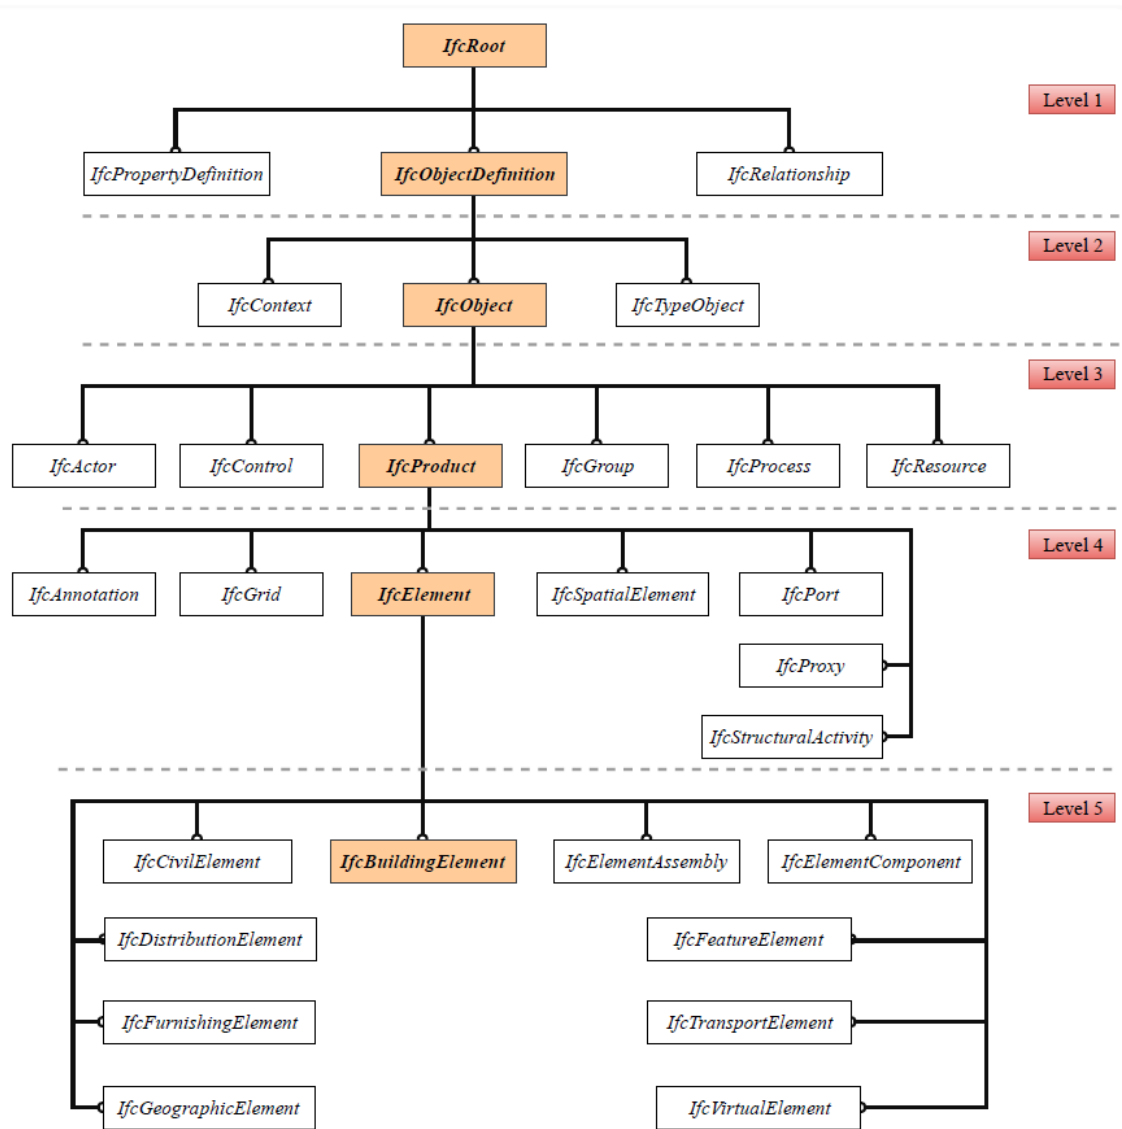 IfcRoot
Level 1
IfcPropertyDefinition
IfcObjectDefinition
IfcRelationship
Level 2
IfcContext
IfcObject
IfcTypeObject
Level 3
IfcActor
IfcControl
IfcProduct
IfcGroup
IfcProcess
IfcResource
Level 4
IfcAnnotation
IfcGrid
IfcElement
IfcSpatialElement
IfcPort
IfcProxy
IfcStructuralActivity
Level 5
IfcCivilElement
IfcBuildingElement
IfcElementAssembly
IfcElementComponent
IfcDistributionElement
IfcFeatureElement
IfcFurnishingElement
IfcTransportElement
IfcGeographicElement
IfcVirtualElement